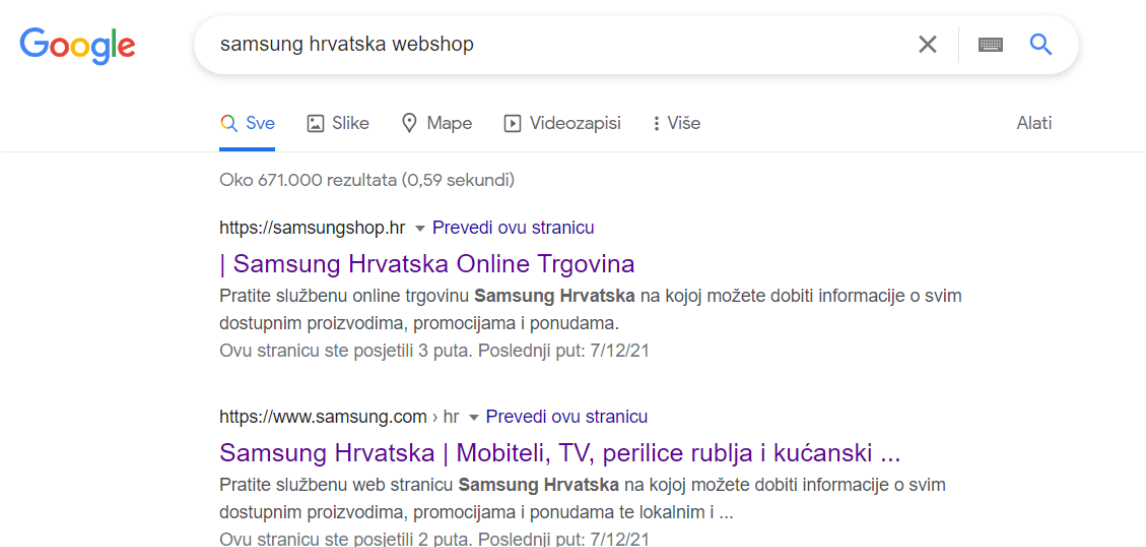 Google
samsung hrvatska webshop
Sve Slike Mape Videozapisi Više Alati
Oko 671.000 rezultata (0,59 sekundi)
https://samsungshop.hr Prevedi ovu stranicu
| Samsung Hrvatska Online Trgovina
Pratite službenu online trgovinu Samsung Hrvatska na kojoj možete dobiti informacije o svim
dostupnim proizvodima, promocijama i ponudama.
Ovu stranicu ste posjetili 3 puta. Poslednji put: 7/12/21
https://www.samsung.com › hr Prevedi ovu stranicu
Samsung Hrvatska | Mobiteli, TV, perilice rublja i kućanski ...
Pratite službenu web stranicu Samsung Hrvatska na kojoj možete dobiti informacije o svim
dostupnim proizvodima, promocijama i ponudama te lokalnim i ...
Ovu stranicu ste posjetili 2 puta. Poslednji put: 7/12/21